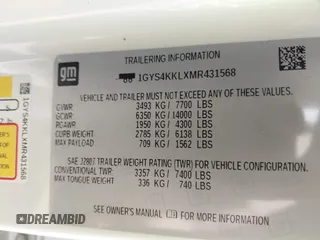 TRAILERING INFORMATION
gm
1GYS4KKLXMR431568
VEHICLE AND TRAILER MUST NOT EXCEED ANY OF THESE VALUES.
GVWR 3493 KG/ 7700 LBS
GCWR 6350 KG/ 14000 LBS
RGAWR 1950 KG/ 4300 LBS
CURB WEIGHT 2785 KG/ 6138 LBS
MAX PAYLOAD 709 KG/ 1562 LBS
SAE J2807 TRAILER WEIGHT RATING (TWR) FOR VEHICLE CONFIGURATION.
CONVENTIONAL TWR 3357 KG/ 7400 LBS
MAX TONGUE WEIGHT 336 KG/ 740 LBS
SEE OWNER'S MANUAL FOR MORE INFORMATION
1GYS4KKLXMR431568
DREAMBID